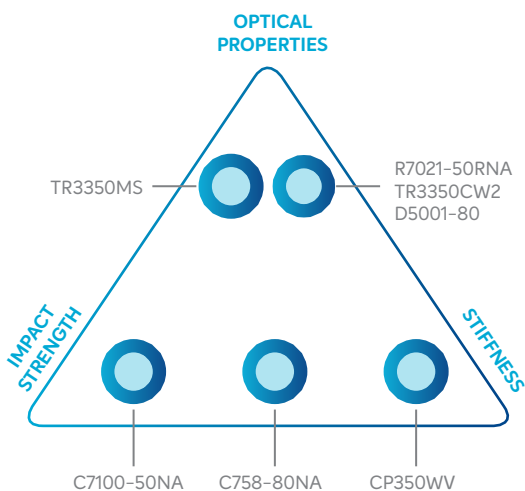 OPTICAL
PROPERTIES
TR3350MS
R7021-50RNA
TR3350CW2
D5001-80
IMPACT
STRENGTH
STIFFNESS
C7100-50NA
C758-80NA
CP350WV